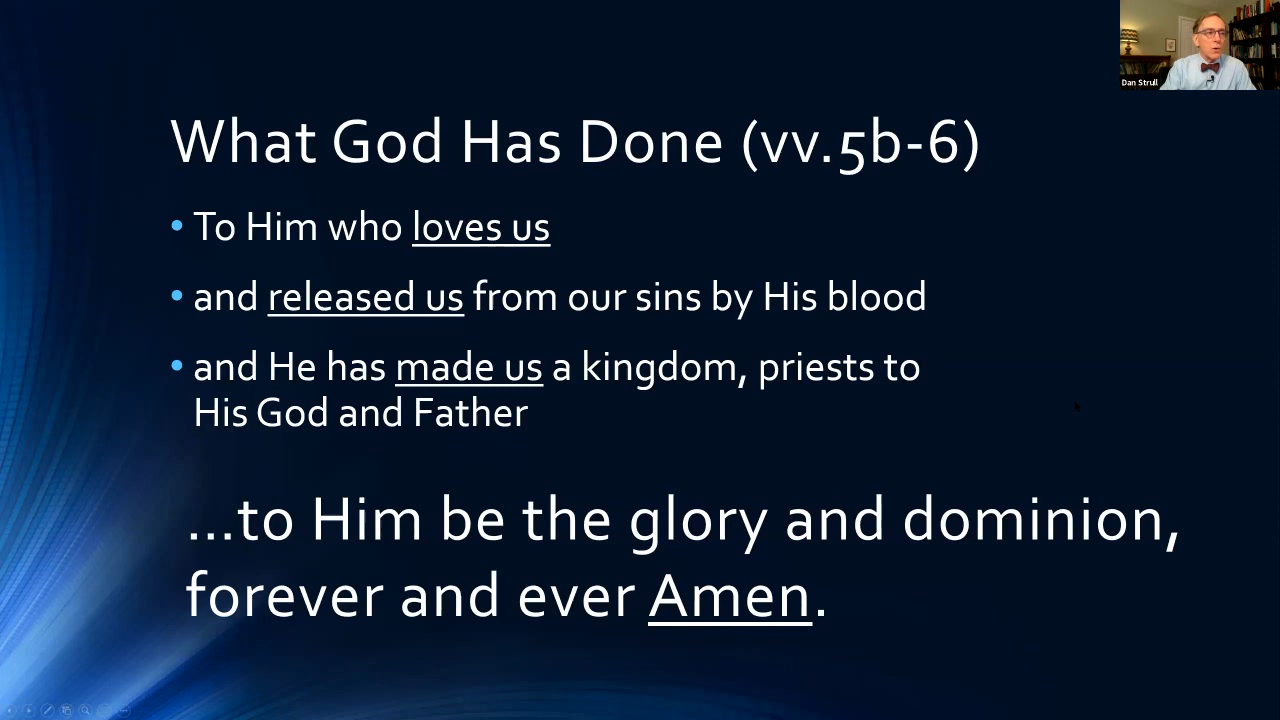 Dan Strull
What God Has Done (vv.5b-6)
• To Him who loves us
• and released us from our sins by His blood
• and He has made us a kingdom, priests to
His God and Father
...to Him be the glory and dominion,
forever and ever Amen.